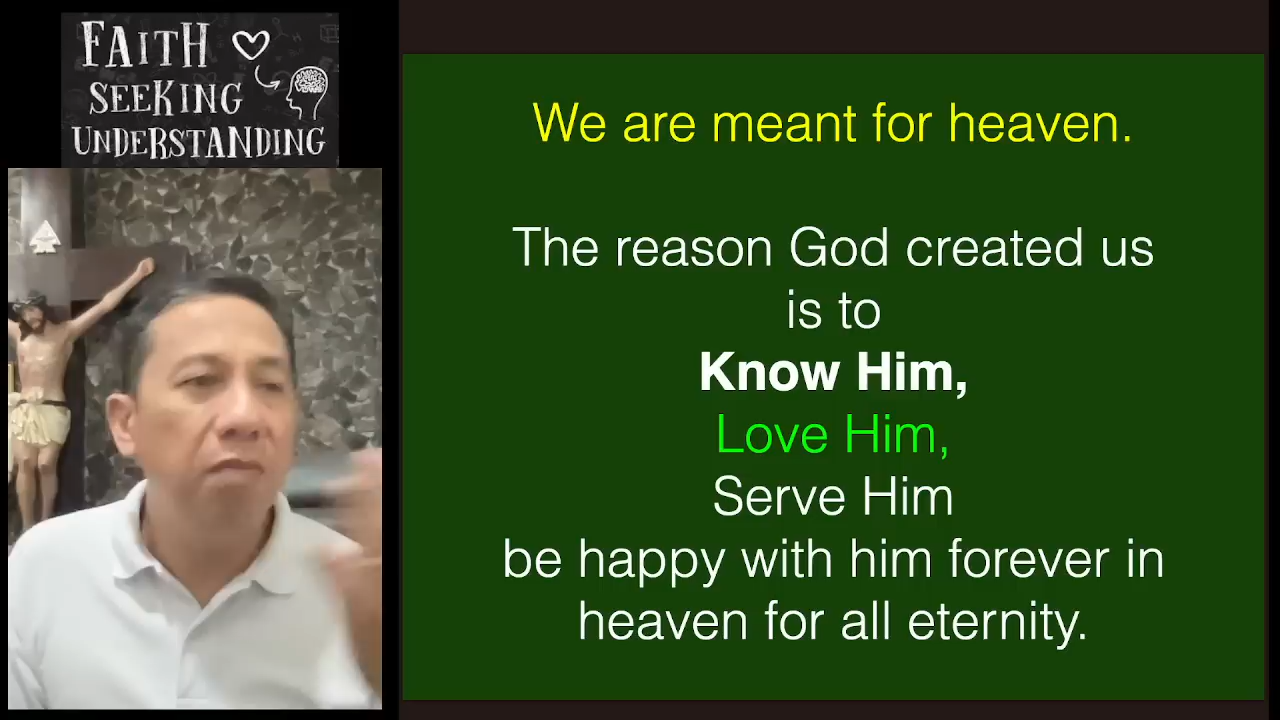 FAITH
SEEKING
UNDERSTANDING
We are meant for heaven.
The reason God created us
is to
Know Him,
Love Him,
Serve Him
be happy with him forever in
heaven for all eternity.